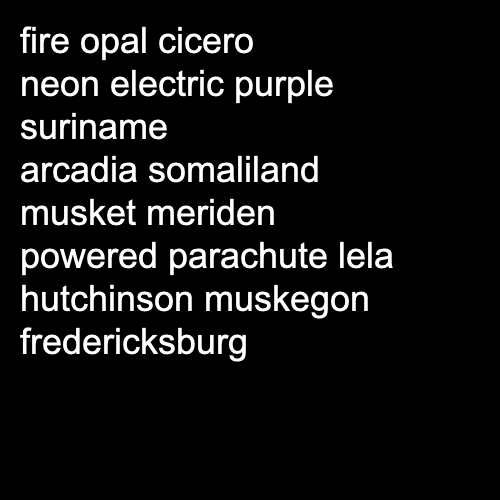 fire opal cicero
neon electric purple
suriname
arcadia somaliland
musket meriden
powered parachute lela
hutchinson muskegon
fredericksburg